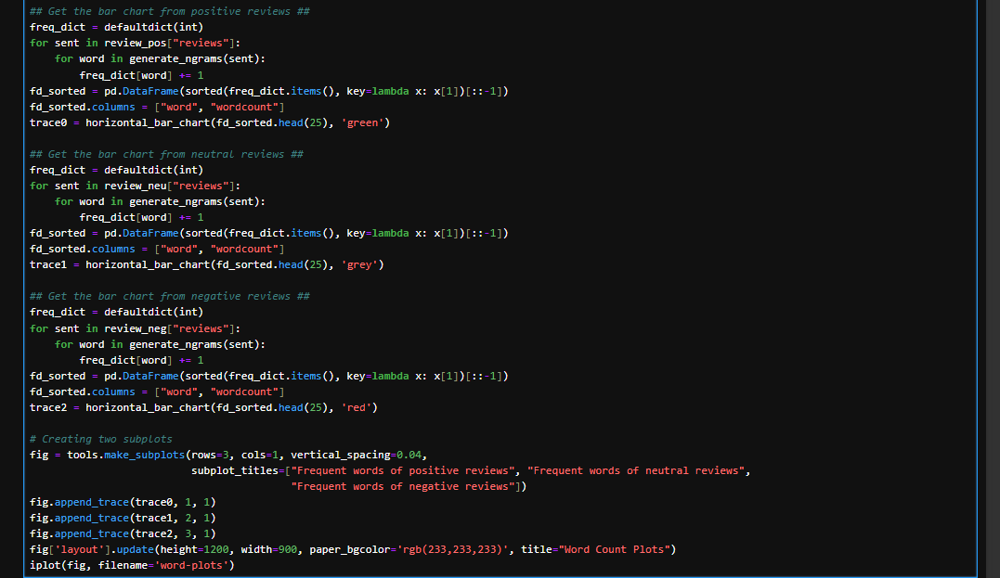 ## Get the bar chart from positive reviews ##
freq_dict = defaultdict(int)
for sent in review_pos["reviews"]:
    for word in generate_ngrams(sent):
        freq_dict[word] += 1
fd_sorted = pd.DataFrame(sorted(freq_dict.items(), key=lambda x: x[1])[::-1])
fd_sorted.columns = ["word", "wordcount"]
trace0 = horizontal_bar_chart(fd_sorted.head(25), 'green')

## Get the bar chart from neutral reviews ##
freq_dict = defaultdict(int)
for sent in review_neu["reviews"]:
    for word in generate_ngrams(sent):
        freq_dict[word] += 1
fd_sorted = pd.DataFrame(sorted(freq_dict.items(), key=lambda x: x[1])[::-1])
fd_sorted.columns = ["word", "wordcount"]
trace1 = horizontal_bar_chart(fd_sorted.head(25), 'grey')

## Get the bar chart from negative reviews ##
freq_dict = defaultdict(int)
for sent in review_neg["reviews"]:
    for word in generate_ngrams(sent):
        freq_dict[word] += 1
fd_sorted = pd.DataFrame(sorted(freq_dict.items(), key=lambda x: x[1])[::-1])
fd_sorted.columns = ["word", "wordcount"]
trace2 = horizontal_bar_chart(fd_sorted.head(25), 'red')

# Creating two subplots
fig = tools.make_subplots(rows=3, cols=1, vertical_spacing=0.04,
                          subplot_titles=["Frequent words of positive reviews", "Frequent words of neutral reviews",
                                          "Frequent words of negative reviews"])
fig.append_trace(trace0, 1, 1)
fig.append_trace(trace1, 2, 1)
fig.append_trace(trace2, 3, 1)
fig['layout'].update(height=1200, width=900, paper_bgcolor='rgb(233,233,233)', title="Word Count Plots")
iplot(fig, filename='word-plots')